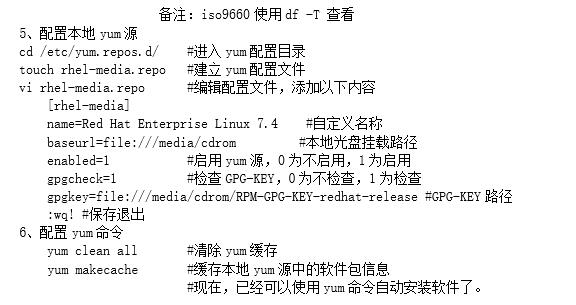 备注：iso9660 使用 df -T 查看
5、配置本地 yum 源
cd /etc/yum.repos.d/ #进入 yum 配置目录
touch rhel-media.repo #建立 yum 配置文件
vi rhel-media.repo #编辑配置文件，添加以下内容
[rhel-media]
name=Red Hat Enterprise Linux 7.4 #自定义名称
baseurl=file:///media/cdrom #本地光盘挂载路径
enabled=1 #启用 yum 源，0 为不启用，1 为启用
gpgcheck=1 #检查 GPG-KEY，0 为不检查，1 为检查
gpgkey=file:///media/cdrom/RPM-GPG-KEY-redhat-release #GPG-KEY 路径
:wq! #保存退出
6、配置 yum 命令
yum clean all #清除 yum 缓存
yum makecache #缓存本地 yum 源中的软件包信息
#现在，已经可以使用 yum 命令自动安装软件了。